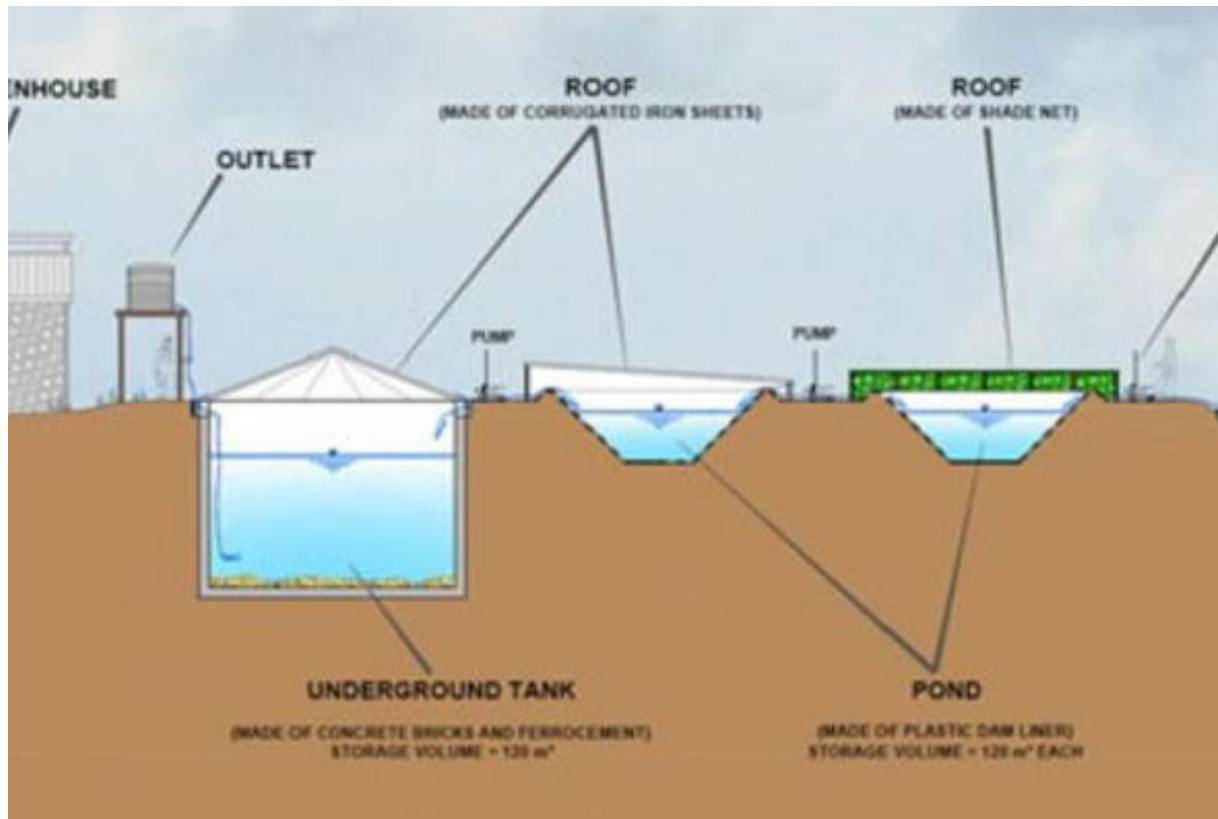 ENHOUSE
OUTLET
ROOF
(MADE OF CORRUGATED IRON SHEETS)
ROOF
(MADE OF SHADE NET)
PUMP
PUMP
UNDERGROUND TANK
(MADE OF CONCRETE BRICKS AND FERROCEMENT)
STORAGE VOLUME = 120 m³
POND
(MADE OF PLASTIC DAM LINER)
STORAGE VOLUME = 120 m³ EACH